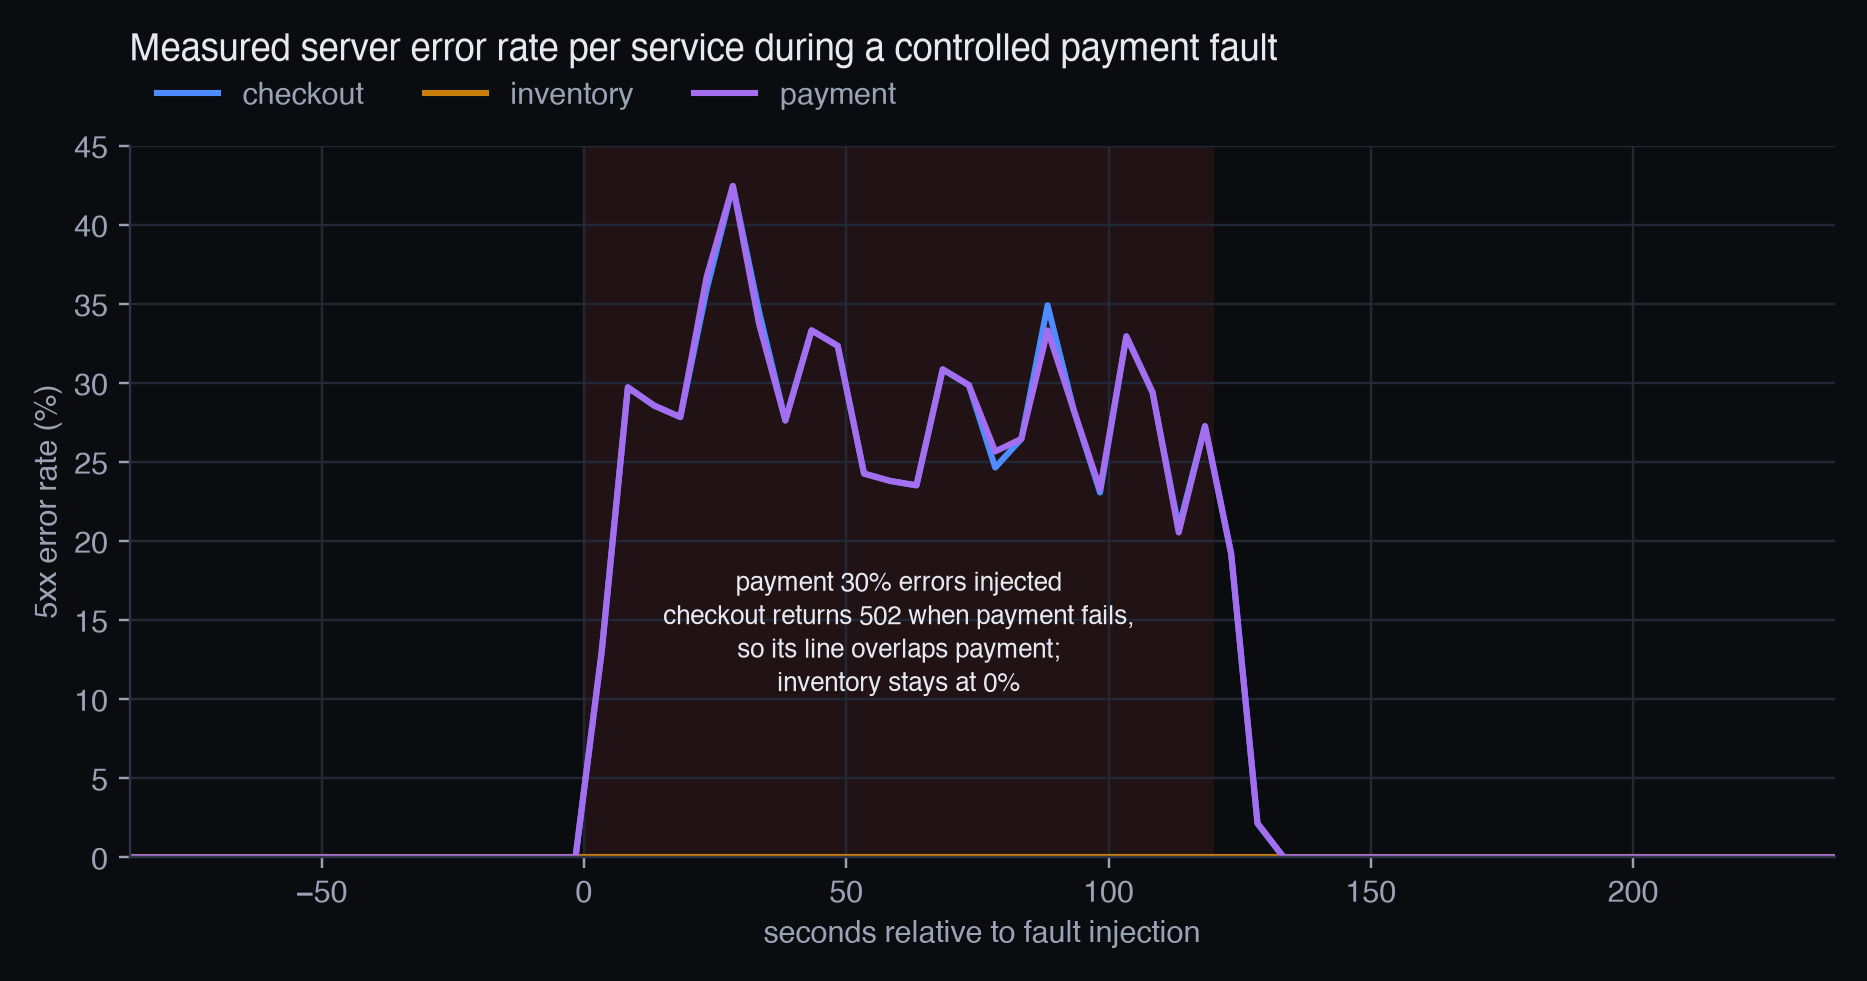 Measured server error rate per service during a controlled payment fault
checkout inventory payment
45
40
35
30
25
20
15
10
5
0
5xx error rate (%)
payment 30% errors injected
checkout returns 502 when payment fails,
so its line overlaps payment;
inventory stays at 0%
−50 0 50 100 150 200
seconds relative to fault injection